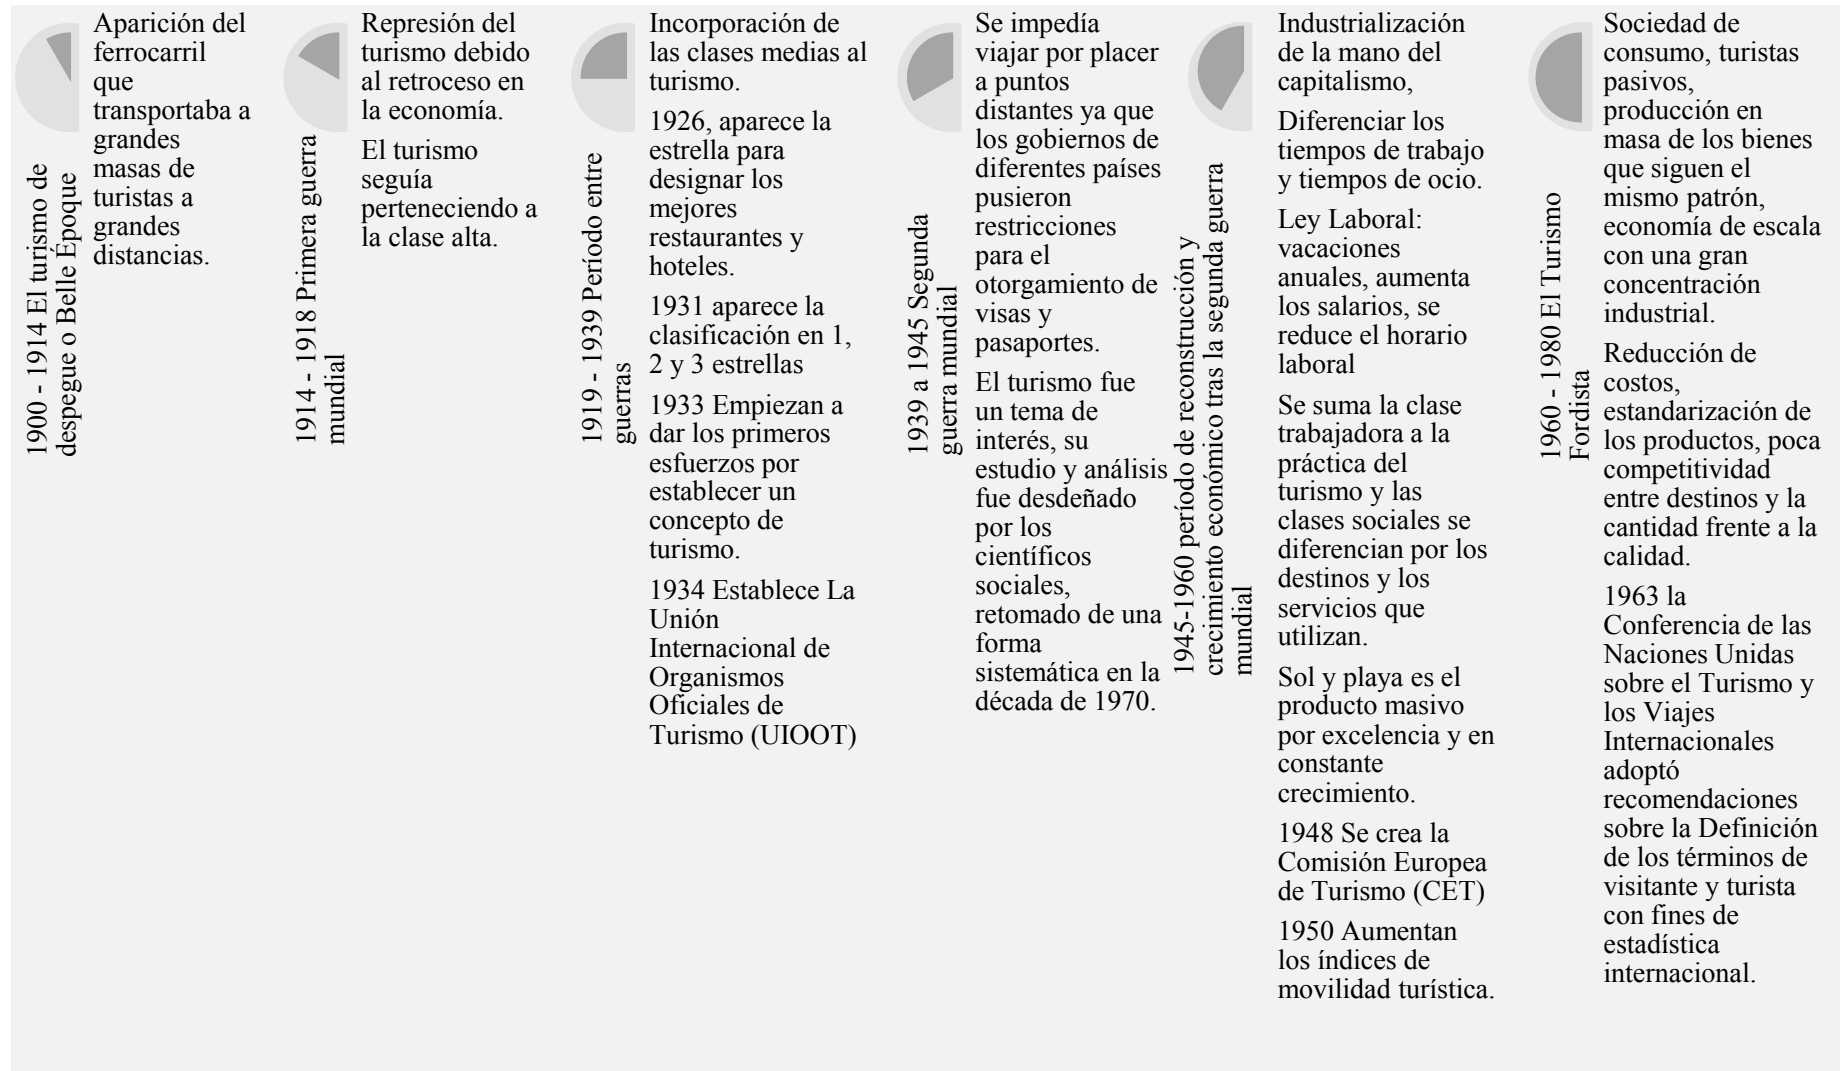 1900 - 1914 El turismo de
despegue o Belle Époque
Aparición del
ferrocarril
que
transportaba a
grandes
masas de
turistas a
grandes
distancias.
1914 - 1918 Primera guerra
mundial
Represión del
turismo debido
al retroceso en
la economía.
El turismo
seguía
perteneciendo a
la clase alta.
1919 - 1939 Período entre
guerras
Incorporación de
las clases medias al
turismo.
1926, aparece la
estrella para
designar los
mejores
restaurantes y
hoteles.
1931 aparece la
clasificación en 1,
2 y 3 estrellas
1933 Empiezan a
dar los primeros
esfuerzos por
establecer un
concepto de
turismo.
1934 Establece La
Unión
Internacional de
Organismos
Oficiales de
Turismo (UIOOT)
1939 a 1945 Segunda
guerra mundial
Se impedía
viajar por placer
a puntos
distantes ya que
los gobiernos de
diferentes países
pusieron
restricciones
para el
otorgamiento de
visas y
pasaportes.
El turismo fue
un tema de
interés, su
estudio y análisis
fue desdeñado
por los
científicos
sociales,
retomado de una
forma
sistemática en la
década de 1970.
1945-1960 período de reconstrucción y
crecimiento económico tras la segunda guerra
mundial
Industrialización
de la mano del
capitalismo,
Diferenciar los
tiempos de trabajo
y tiempos de ocio.
Ley Laboral:
vacaciones
anuales, aumenta
los salarios, se
reduce el horario
laboral
Se suma la clase
trabajadora a la
práctica del
turismo y las
clases sociales se
diferencian por los
destinos y los
servicios que
utilizan.
Sol y playa es el
producto masivo
por excelencia y en
constante
crecimiento.
1948 Se crea la
Comisión Europea
de Turismo (CET)
1950 Aumentan
los índices de
movilidad turística.
1960 - 1980 El Turismo
Fordista
Sociedad de
consumo, turistas
pasivos,
producción en
masa de los bienes
que siguen el
mismo patrón,
economía de escala
con una gran
concentración
industrial.
Reducción de
costos,
estandarización de
los productos, poca
competitividad
entre destinos y la
cantidad frente a la
calidad.
1963 la
Conferencia de las
Naciones Unidas
sobre el Turismo y
los Viajes
Internacionales
adoptó
recomendaciones
sobre la Definición
de los términos de
visitante y turista
con fines de
estadística
internacional.